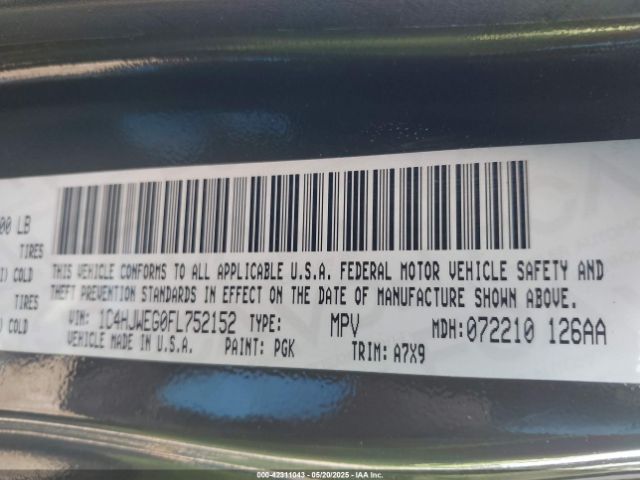 00 LB
TIRES
I) COLD
TIRES
) COLD
THIS VEHICLE CONFORMS TO ALL APPLICABLE U.S.A. FEDERAL MOTOR VEHICLE SAFETY AND
THEFT PREVENTION STANDARDS IN EFFECT ON THE DATE OF MANUFACTURE SHOWN ABOVE.
VIN: 1C4HJWEG0FL752152 TYPE: MPV MDH: 072210 126AA
VEHICLE MADE IN U.S.A. PAINT: PGK TRIM: A7X9
000-42311043 - 05/20/2025 - IAA Inc.